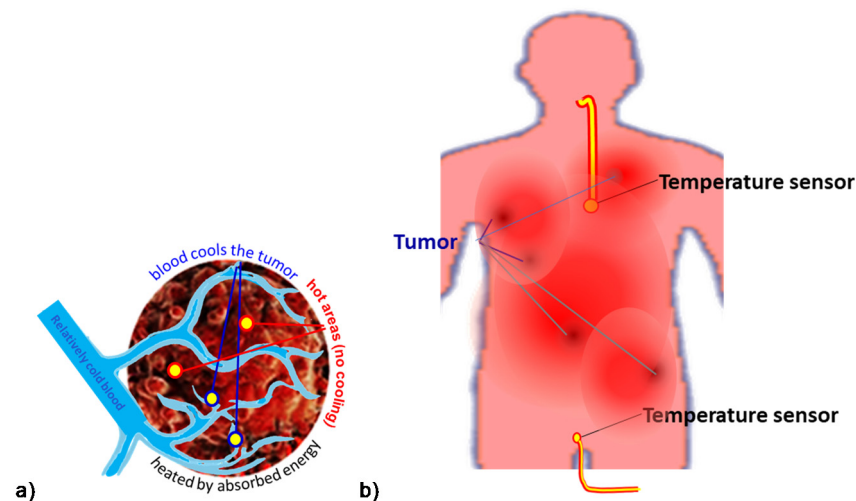 blood cools the tumor
hot areas (no cooling)
Relatively cold blood
heated by absorbed energy
a)
Temperature sensor
Tumor
Temperature sensor
b)